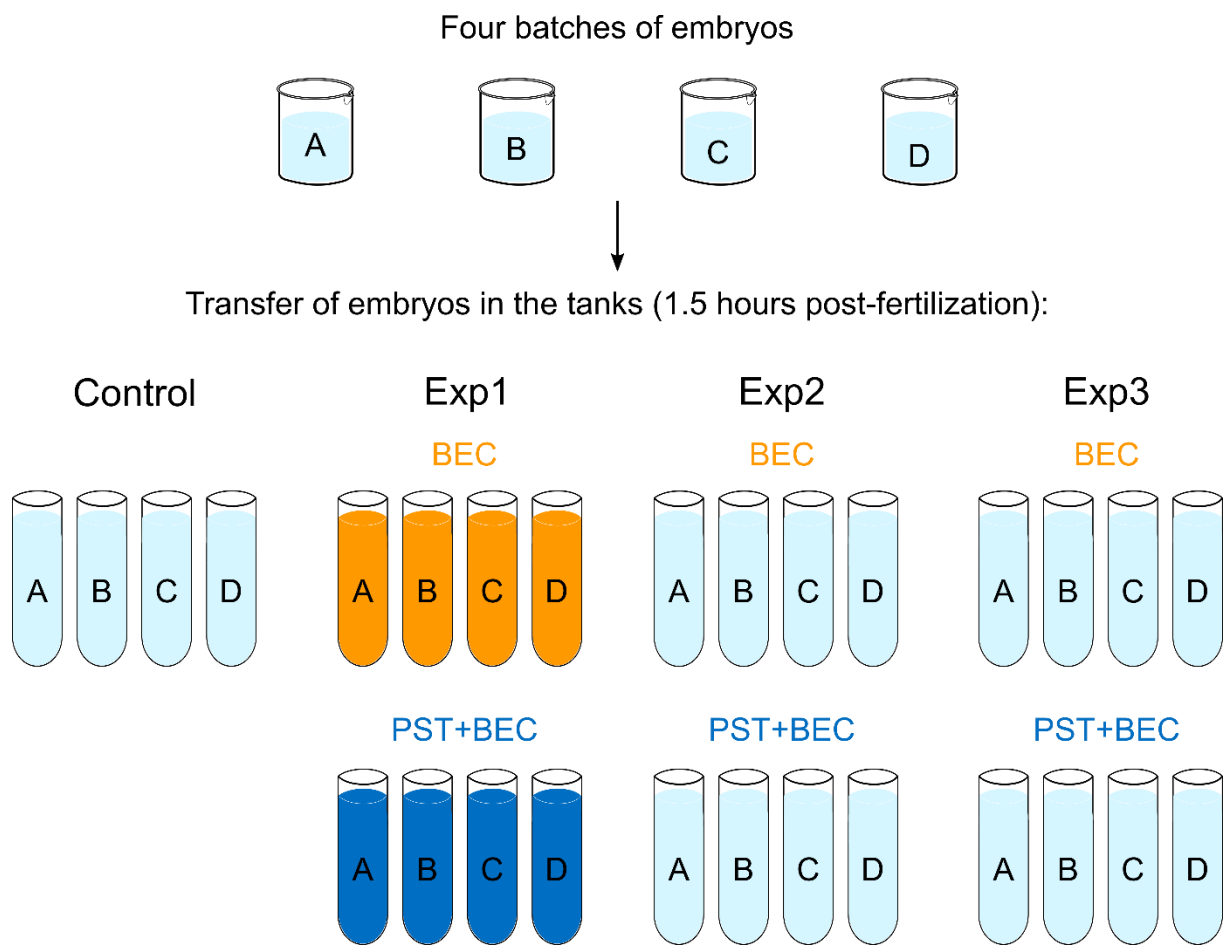 Four batches of embryos
A B C D
Transfer of embryos in the tanks (1.5 hours post-fertilization):
Control Exp1 Exp2 Exp3
BEC BEC BEC
A B C D A B C D A B C D A B C D
PST+BEC PST+BEC PST+BEC
A B C D A B C D A B C D